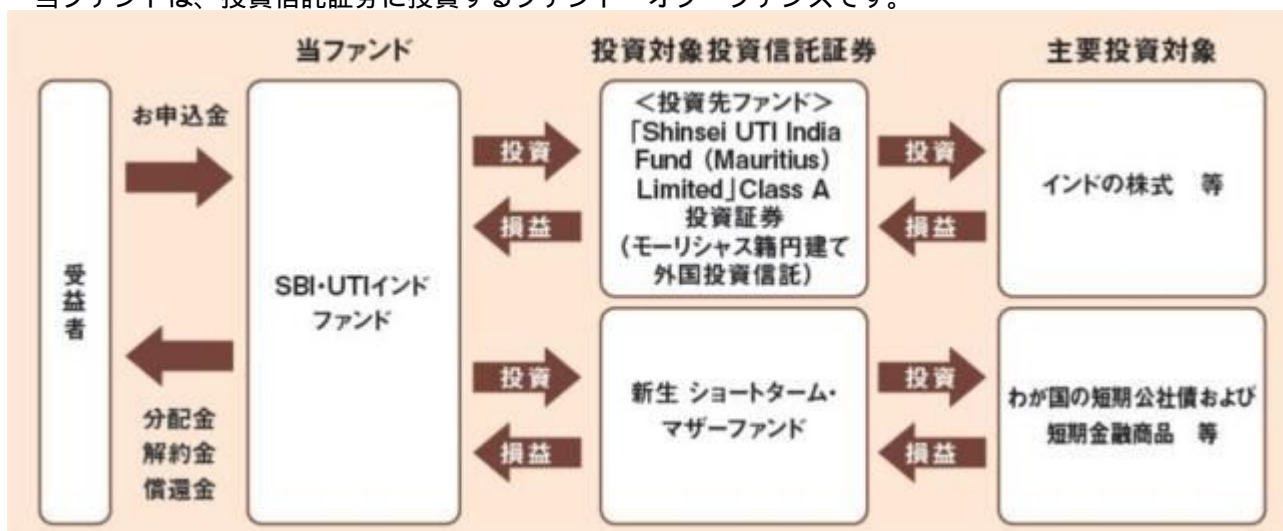 当ファンドは、投資信託証券に投資するファンド・オブ・ファンズです。
当ファンド
投資対象投資信託証券
主要投資対象
受益者
お申込金
分配金
解約金
償還金
SBI・UTIインド
ファンド
投資
損益
<投資先ファンド>
「Shinsei UTI India
Fund (Mauritius)
Limited」Class A
投資証券
(モーリシャス籍円建て
外国投資信託)
投資
損益
インドの株式 等
投資
損益
新生 ショートターム・
マザーファンド
投資
損益
わが国の短期公社債および
短期金融商品 等